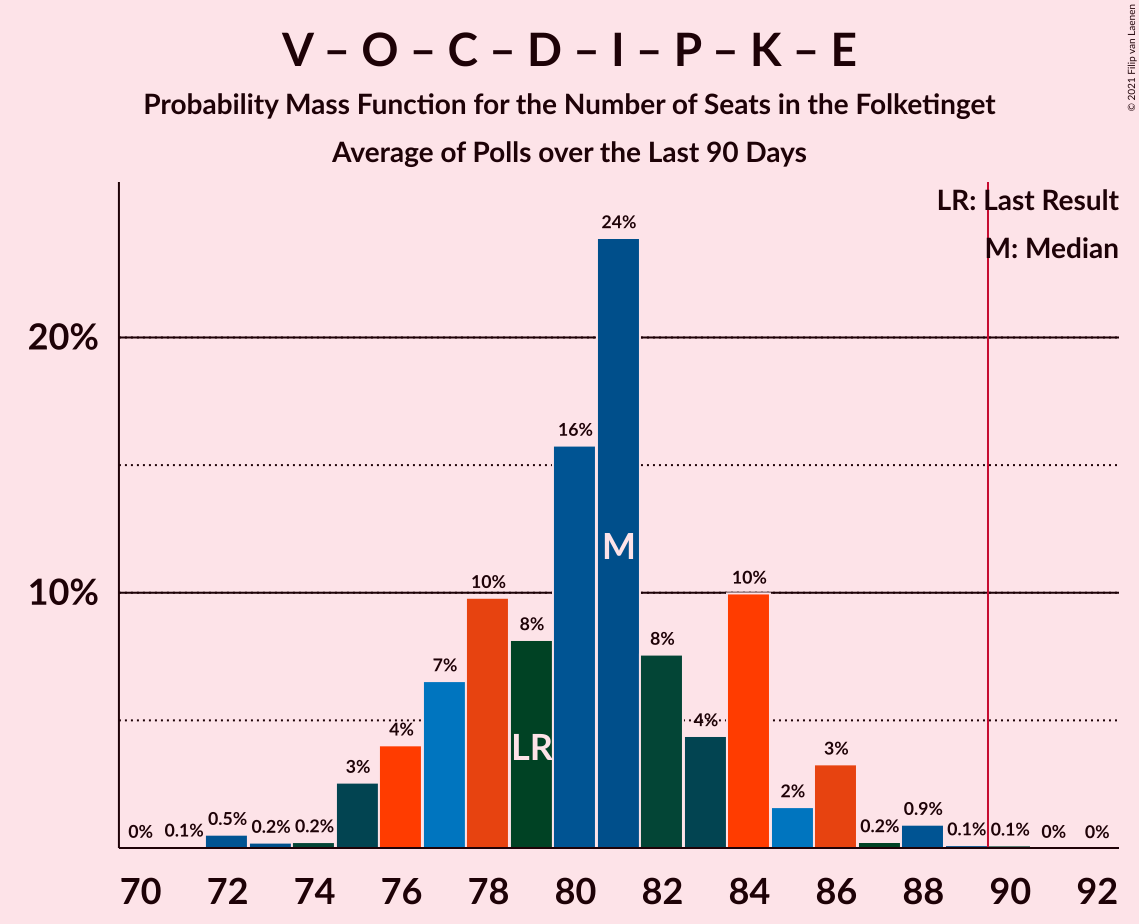 V – O – C – D – I – P – K – E
Probability Mass Function for the Number of Seats in the Folketinget
Average of Polls over the Last 90 Days
© 2021 Filip van Laenen
LR: Last Result
M: Median
20%
10%
0%
0.1%
0.5%
0.2%
0.2%
3%
4%
7%
10%
8%
16%
24%
8%
4%
10%
2%
3%
0.2%
0.9%
0.1%
0.1%
0%
0%
LR
M
70 72 74 76 78 80 82 84 86 88 90 92